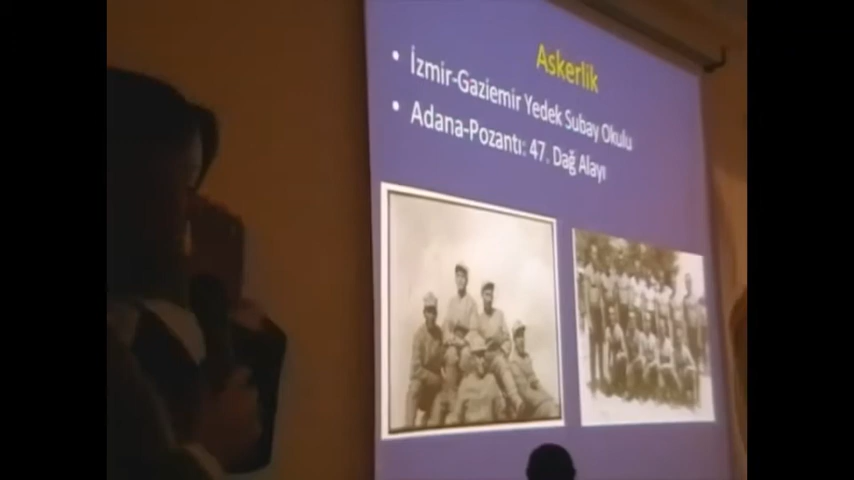 Askerlik
• İzmir-Gaziemir Yedek Subay Okulu
• Adana-Pozantı: 47. Dağ Alayı